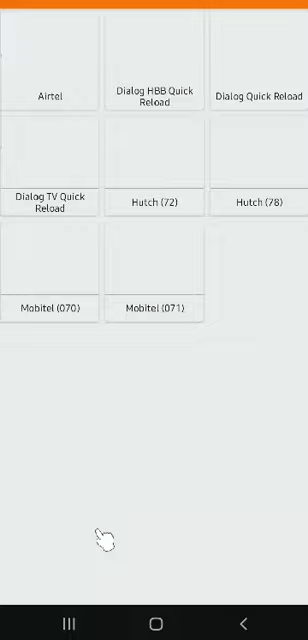 Airtel
Dialog HBB Quick
Reload
Dialog Quick Reload
Dialog TV Quick
Reload
Hutch (72)
Hutch (78)
Mobitel (070)
Mobitel (071)